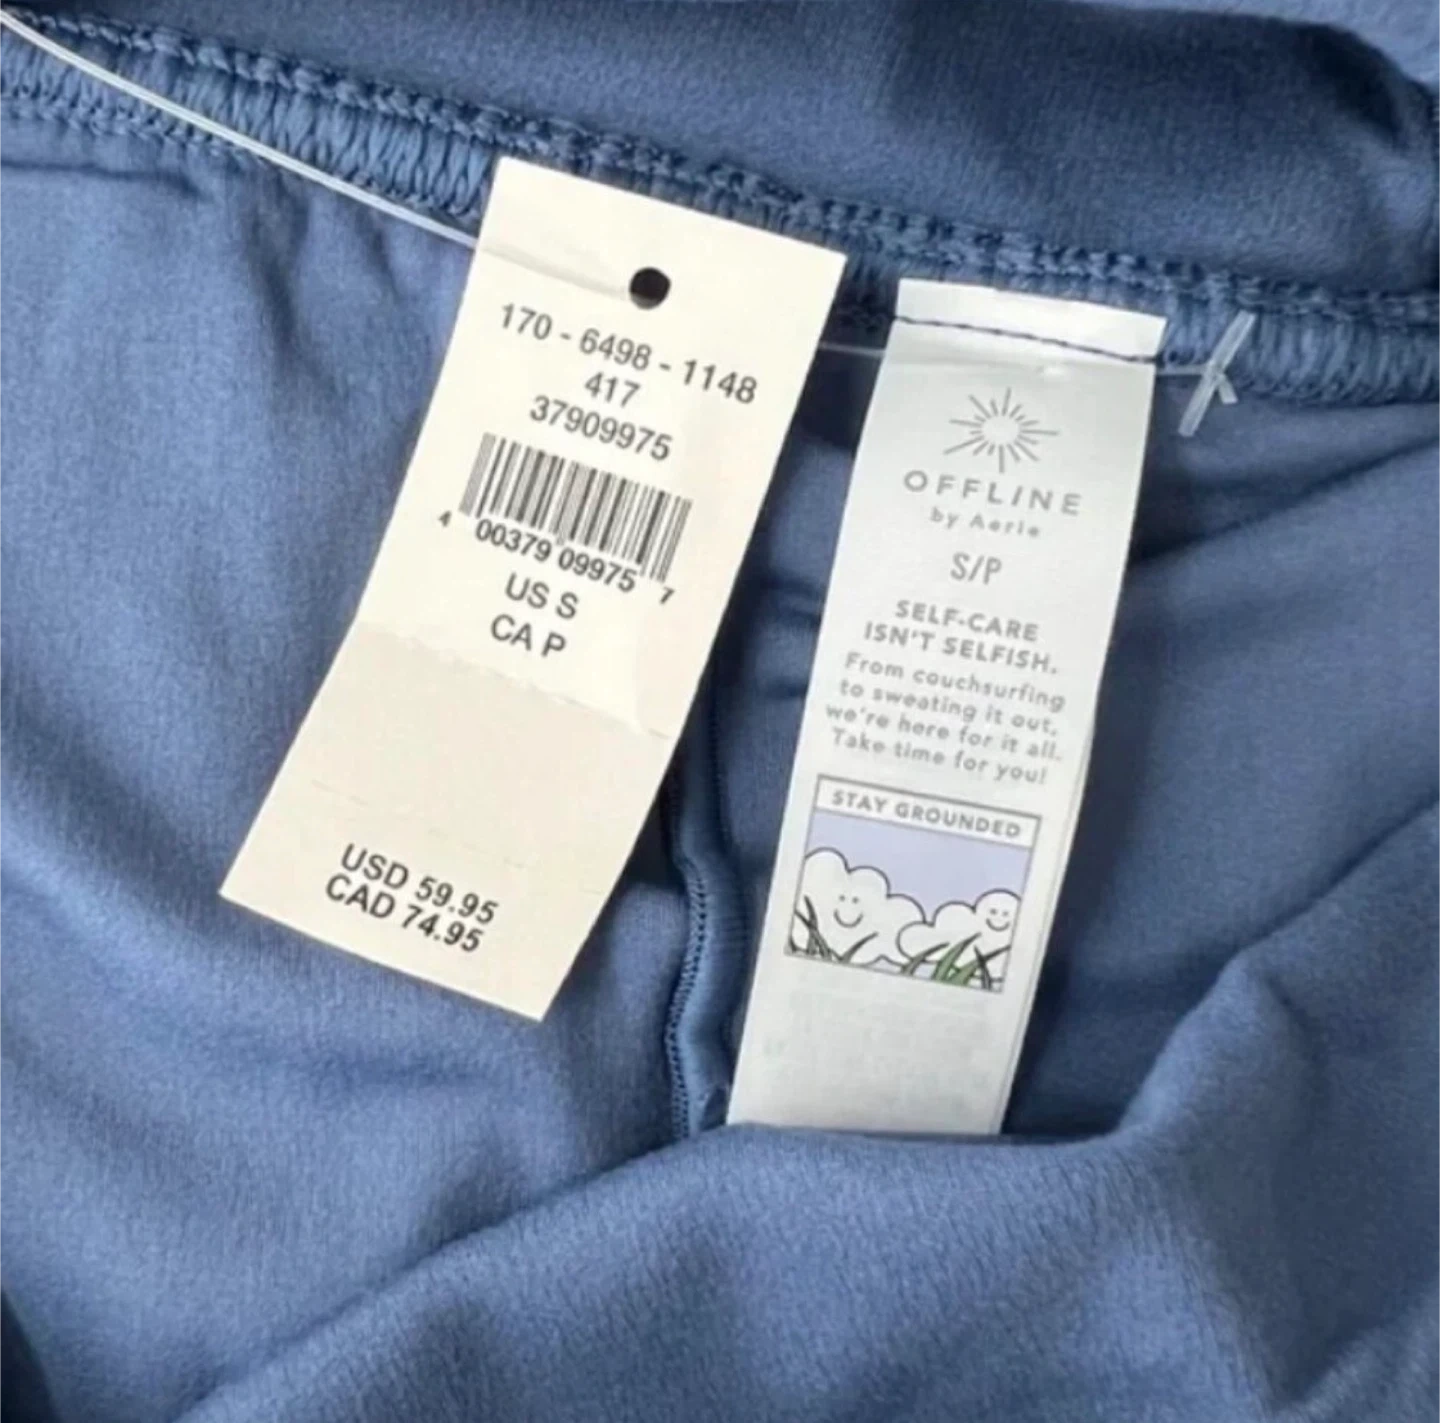 170 - 6498 - 1148
417
37909975
4 00379 09975 7
US S
CA P
USD 59.95
CAD 74.95
OFFLINE
by Aerie
S/P
SELF-CARE
ISN'T SELFISH.
From couchsurfing
to sweating it out,
we're here for it all.
Take time for you!
STAY GROUNDED